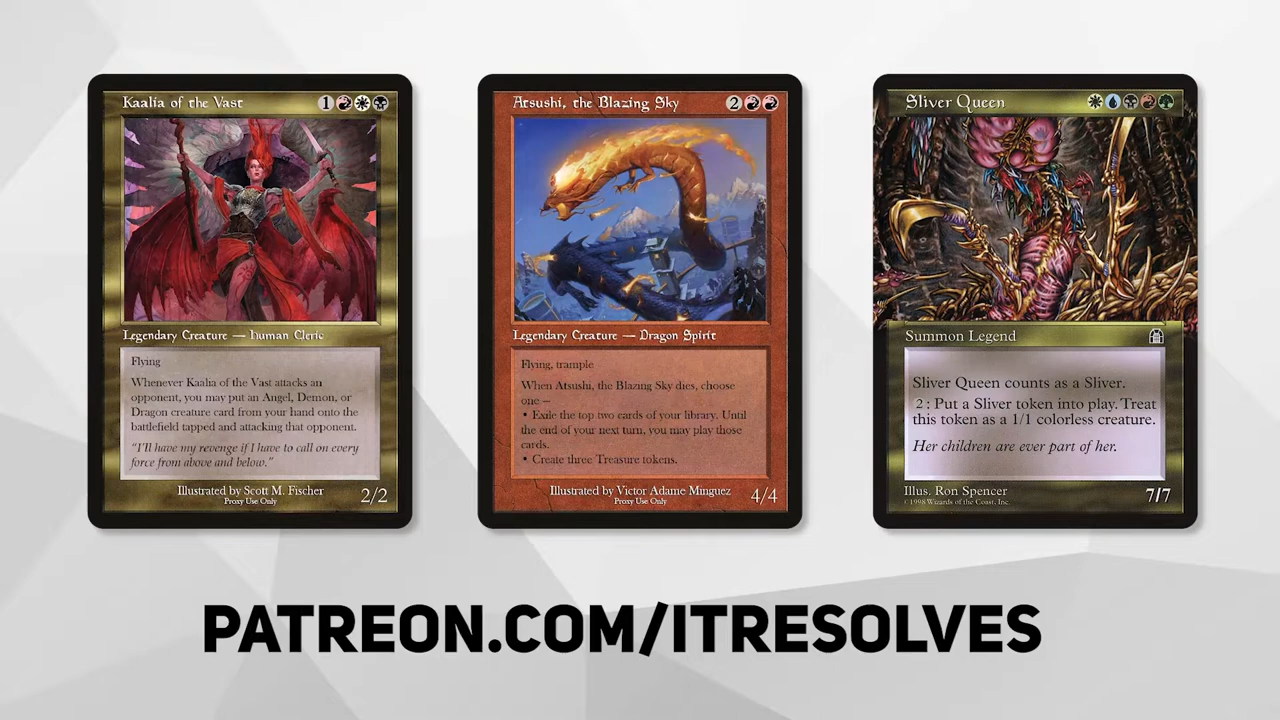 Kaalia of the Vast
1
Legendary Creature — Human Cleric
Flying
Whenever Kaalia of the Vast attacks an
opponent, you may put an Angel, Demon, or
Dragon creature card from your hand onto the
battlefield tapped and attacking that opponent.
"I'll have my revenge if I have to call on every
force from above and below."
Illustrated by Scott M. Fischer
Proxy Use Only
2/2
Atsushi, the Blazing Sky
2
Legendary Creature — Dragon Spirit
Flying, trample
When Atsushi, the Blazing Sky dies, choose
one —
• Exile the top two cards of your library. Until
the end of your next turn, you may play those
cards.
• Create three Treasure tokens.
Illustrated by Victor Adame Minguez
Proxy Use Only
4/4
Sliver Queen
Summon Legend
Sliver Queen counts as a Sliver.
2: Put a Sliver token into play. Treat
this token as a 1/1 colorless creature.
Her children are ever part of her.
Illus. Ron Spencer
©1998 Wizards of the Coast, Inc.
7/7
PATREON.COM/ITRESOLVES